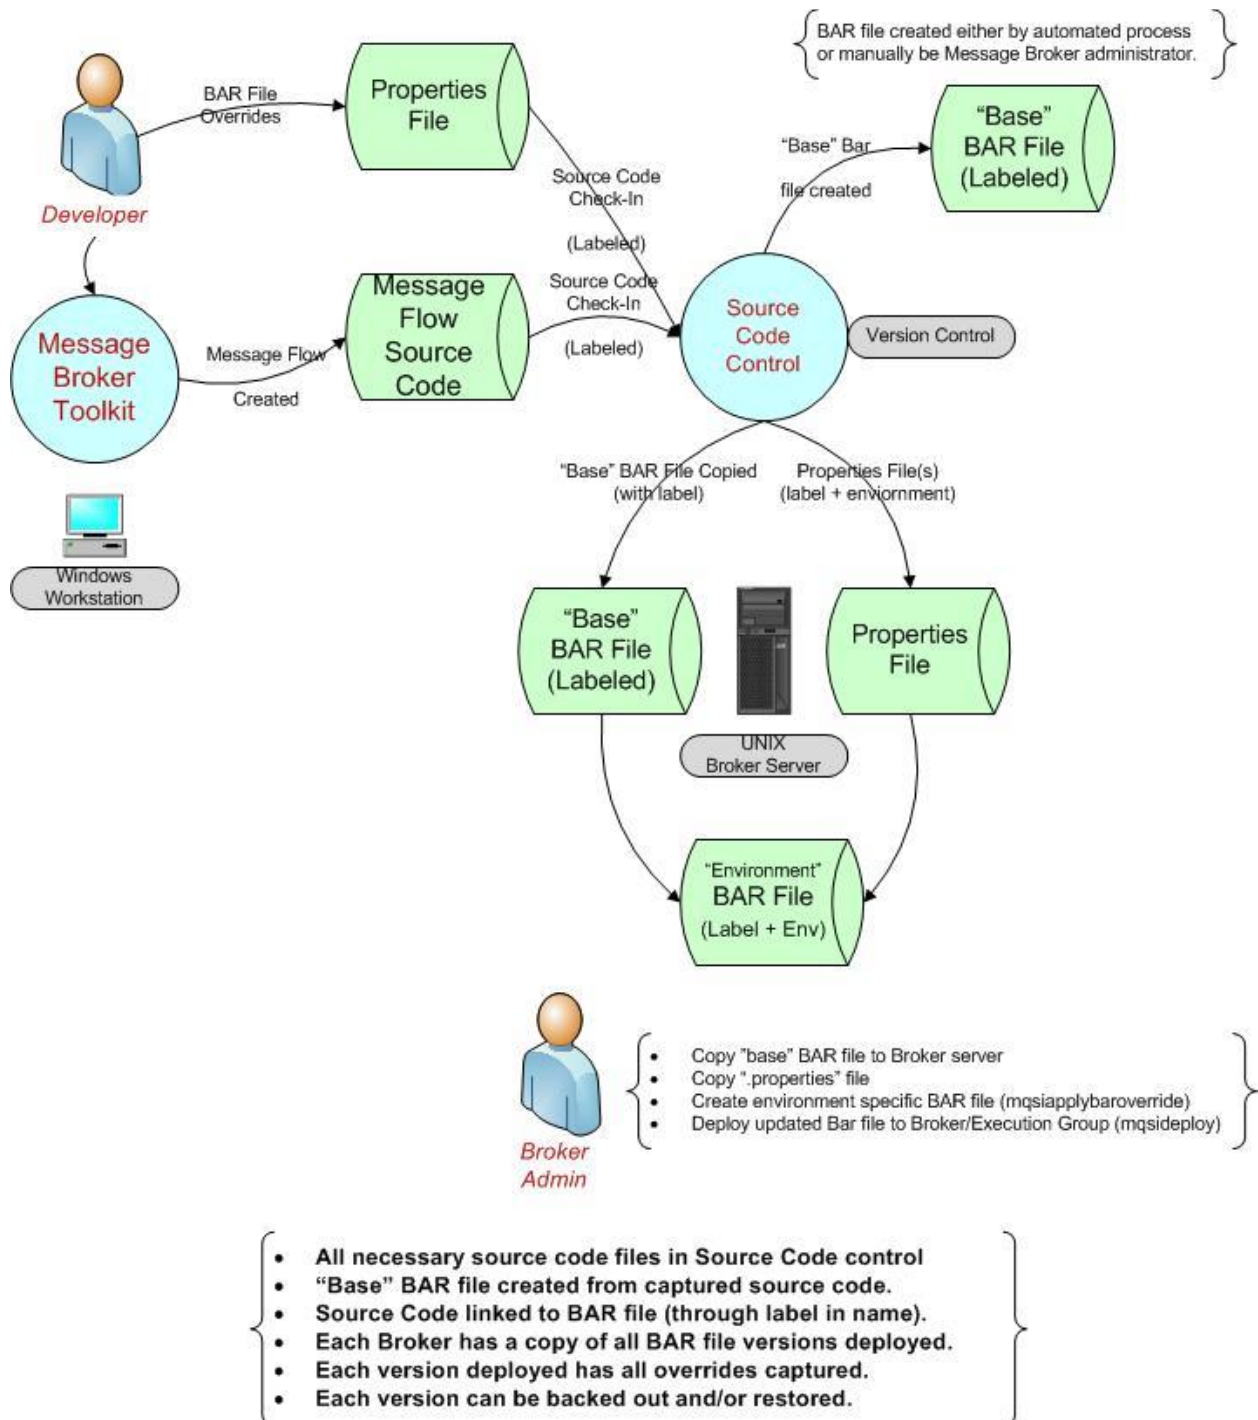 BAR file created either by automated process
or manually be Message Broker administrator.
BAR File
Overrides
Properties
File
"Base"
BAR File
(Labeled)
"Base" Bar
file created
Source Code
Check-In
(Labeled)
Developer
Message
Broker
Toolkit
Message Flow
Created
Message
Flow
Source
Code
Source Code
Check-In
(Labeled)
Source
Code
Control
Version Control
Windows
Workstation
"Base" BAR File Copied
(with label)
Properties File(s)
(label + enviornment)
"Base"
BAR File
(Labeled)
UNIX
Broker Server
Properties
File
"Environment"
BAR File
(Label + Env)
Broker
Admin
• Copy "base" BAR file to Broker server
• Copy ".properties" file
• Create environment specific BAR file (mqsiapplybaroverride)
• Deploy updated Bar file to Broker/Execution Group (mqsideploy)
• All necessary source code files in Source Code control
• "Base" BAR file created from captured source code.
• Source Code linked to BAR file (through label in name).
• Each Broker has a copy of all BAR file versions deployed.
• Each version deployed has all overrides captured.
• Each version can be backed out and/or restored.